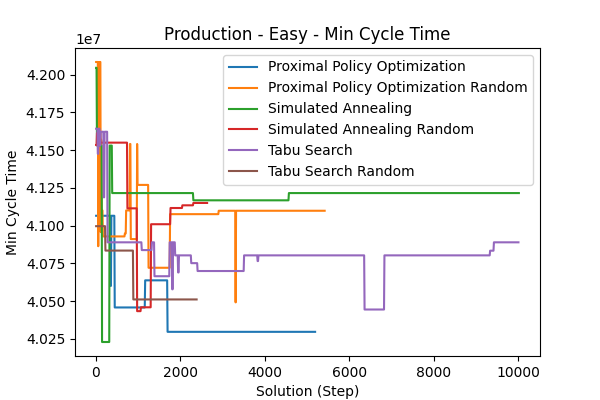 Production - Easy - Min Cycle Time
1e7
4.200
4.175
4.150
4.125
4.100
4.075
4.050
4.025
Min Cycle Time
Proximal Policy Optimization
Proximal Policy Optimization Random
Simulated Annealing
Simulated Annealing Random
Tabu Search
Tabu Search Random
0 2000 4000 6000 8000 10000
Solution (Step)